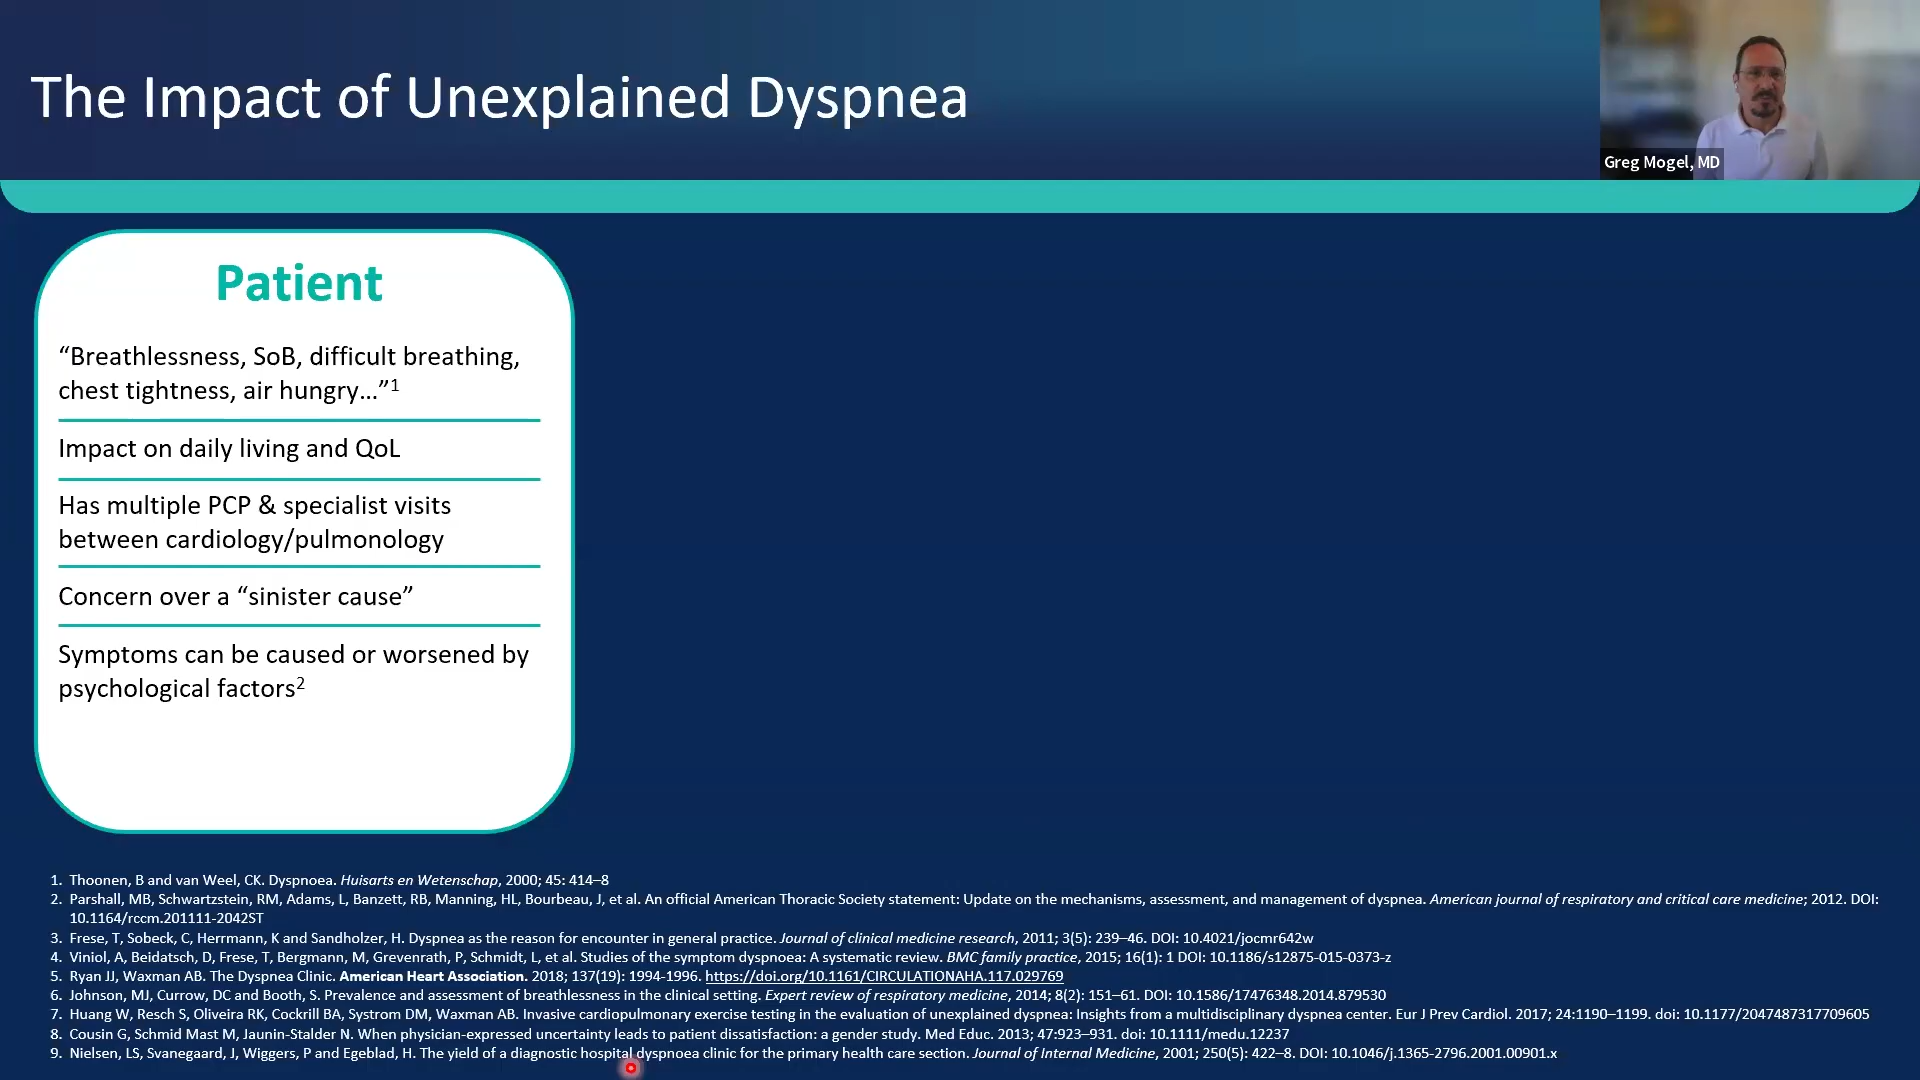 The Impact of Unexplained Dyspnea
Greg Mogel, MD
Patient
“Breathlessness, SoB, difficult breathing,
chest tightness, air hungry…”1
Impact on daily living and QoL
Has multiple PCP & specialist visits
between cardiology/pulmonology
Concern over a “sinister cause”
Symptoms can be caused or worsened by
psychological factors2
1. Thoonen, B and van Weel, CK. Dyspnoea. Huisarts en Wetenschap, 2000; 45: 414–8
2. Parshall, MB, Schwartzstein, RM, Adams, L, Banzett, RB, Manning, HL, Bourbeau, J, et al. An official American Thoracic Society statement: Update on the mechanisms, assessment, and management of dyspnea. American journal of respiratory and critical care medicine; 2012. DOI:
10.1164/rccm.201111-2042ST
3. Frese, T, Sobeck, C, Herrmann, K and Sandholzer, H. Dyspnea as the reason for encounter in general practice. Journal of clinical medicine research, 2011; 3(5): 239–46. DOI: 10.4021/jocmr642w
4. Viniol, A, Beidatsch, D, Frese, T, Bergmann, M, Grevenrath, P, Schmidt, L, et al. Studies of the symptom dyspnoea: A systematic review. BMC family practice, 2015; 16(1): 1 DOI: 10.1186/s12875-015-0373-z
5. Ryan JJ, Waxman AB. The Dyspnea Clinic. American Heart Association. 2018; 137(19): 1994-1996. https://doi.org/10.1161/CIRCULATIONAHA.117.029769
6. Johnson, MJ, Currow, DC and Booth, S. Prevalence and assessment of breathlessness in the clinical setting. Expert review of respiratory medicine, 2014; 8(2): 151–61. DOI: 10.1586/17476348.2014.879530
7. Huang W, Resch S, Oliveira RK, Cockrill BA, Systrom DM, Waxman AB. Invasive cardiopulmonary exercise testing in the evaluation of unexplained dyspnea: Insights from a multidisciplinary dyspnea center. Eur J Prev Cardiol. 2017; 24:1190–1199. doi: 10.1177/2047487317709605
8. Cousin G, Schmid Mast M, Jaunin-Stalder N. When physician-expressed uncertainty leads to patient dissatisfaction: a gender study. Med Educ. 2013; 47:923–931. doi: 10.1111/medu.12237
9. Nielsen, LS, Svanegaard, J, Wiggers, P and Egeblad, H. The yield of a diagnostic hospital dyspnoea clinic for the primary health care section. Journal of Internal Medicine, 2001; 250(5): 422–8. DOI: 10.1046/j.1365-2796.2001.00901.x